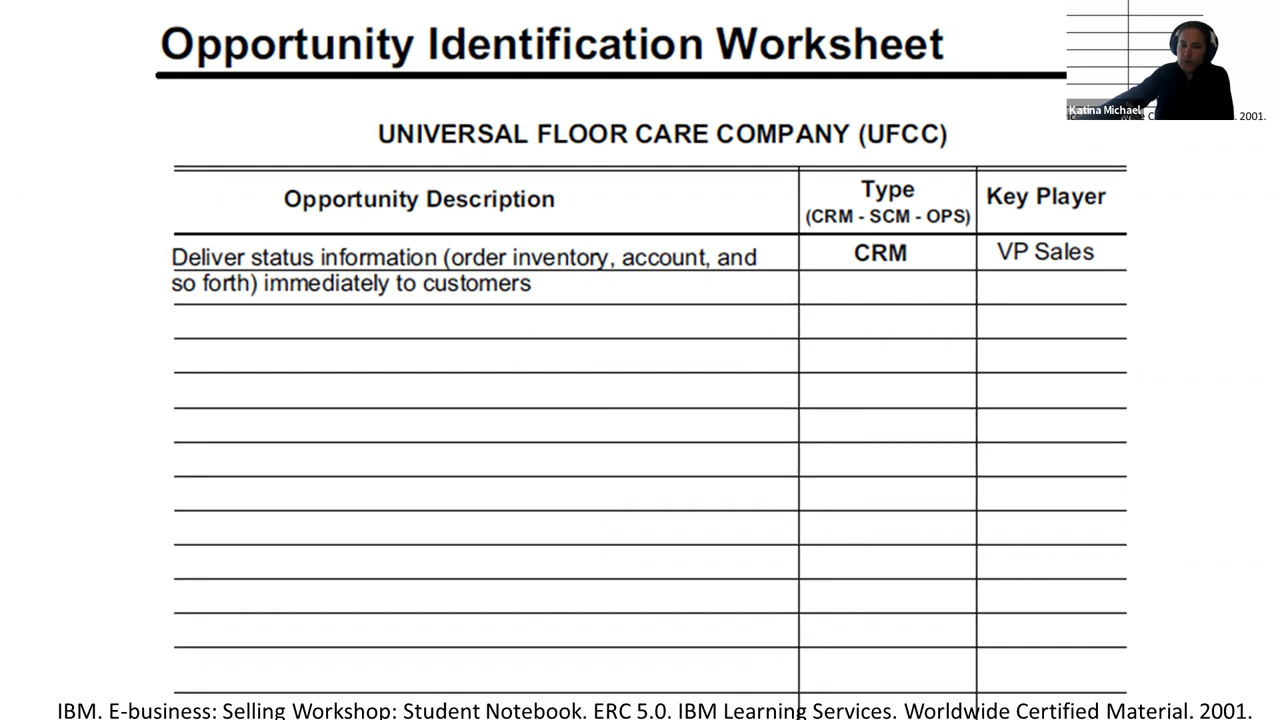 Opportunity Identification Worksheet
Katina Michael
2001.
UNIVERSAL FLOOR CARE COMPANY (UFCC)
Opportunity Description
Type
(CRM - SCM - OPS)
Key Player
Deliver status information (order inventory, account, and
so forth) immediately to customers
CRM
VP Sales
IBM. E-business: Selling Workshop: Student Notebook. ERC 5.0. IBM Learning Services. Worldwide Certified Material. 2001.